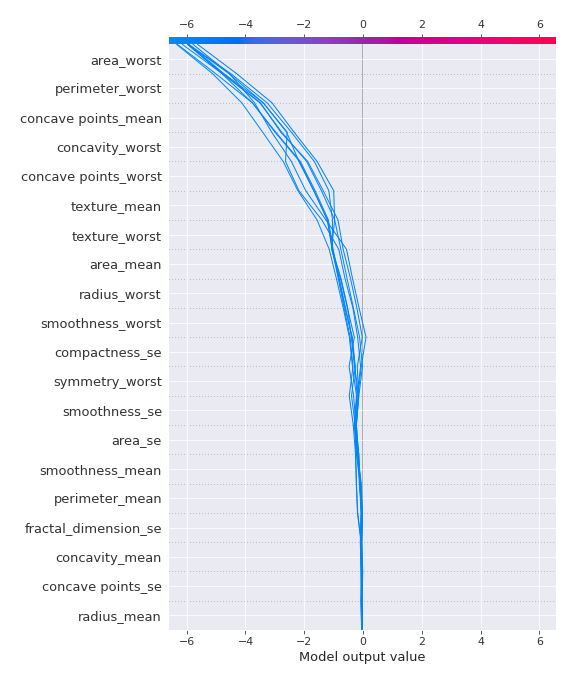 −6 −4 −2 0 2 4 6
area_worst
perimeter_worst
concave points_mean
concavity_worst
concave points_worst
texture_mean
texture_worst
area_mean
radius_worst
smoothness_worst
compactness_se
symmetry_worst
smoothness_se
area_se
smoothness_mean
perimeter_mean
fractal_dimension_se
concavity_mean
concave points_se
radius_mean
−6 −4 −2 0 2 4 6
Model output value